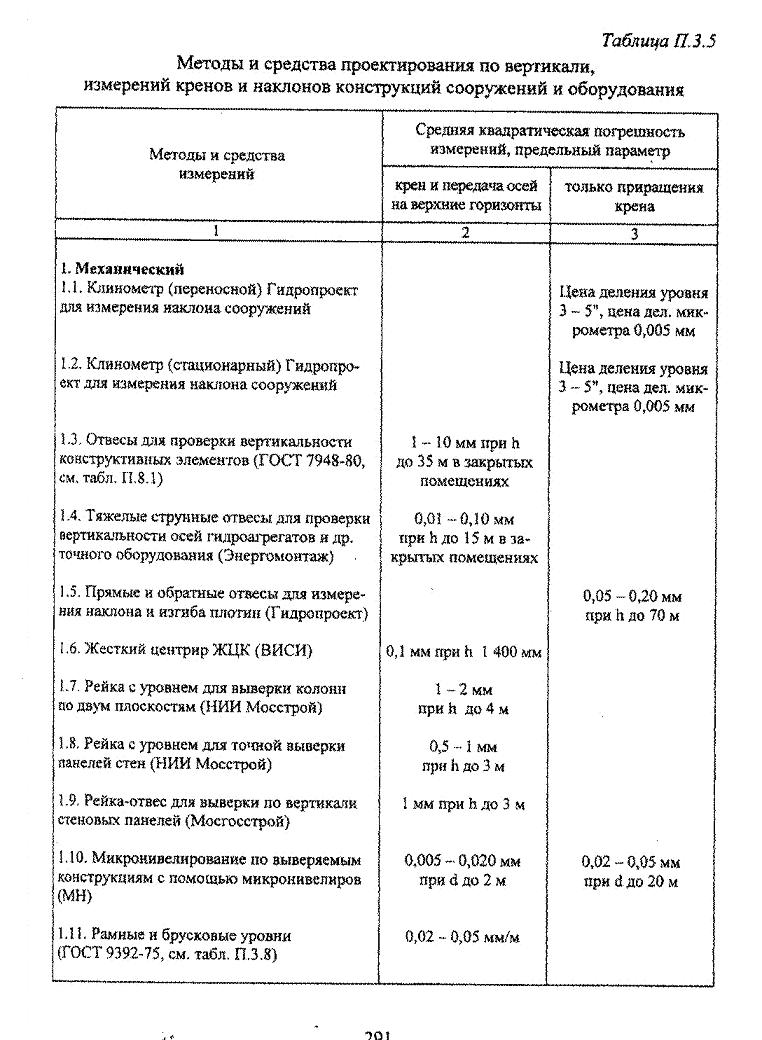 Таблица П.3.5
Методы и средства проектирования по вертикали,
измерений кренов и наклонов конструкций сооружений и оборудования
Методы и средства
измерений
Средняя квадратическая погрешность
измерений, предельный параметр
крен и передача осей
на верхние горизонты
только приращения
крена
1
2
3
1. Механический
1.1. Клинометр (переносной) Гидропроект
для измерения наклона сооружений
Цена деления уровня
3 – 5", цена дел. мик-
рометра 0,005 мм
1.2. Клинометр (стационарный) Гидропро-
ект для измерения наклона сооружений
Цена деления уровня
3 – 5", цена дел. мик-
рометра 0,005 мм
1.3. Отвесы для проверки вертикальности
конструктивных элементов (ГОСТ 7948-80,
см. табл. П.8.1)
1 – 10 мм при h
до 35 м в закрытых
помещениях
1.4. Тяжелые струнные отвесы для проверки
вертикальности осей гидроагрегатов и др.
точного оборудования (Энергомонтаж)
0,01 – 0,10 мм
при h до 15 м в за-
крытых помещениях
1.5. Прямые и обратные отвесы для измере-
ния наклона и изгиба плотин (Гидропроект)
0,05 – 0,20 мм
при h до 70 м
1.6. Жесткий центрир ЖЦК (ВИСИ)
0,1 мм при h 1 400 мм
1.7. Рейка с уровнем для выверки колонн
по двум плоскостям (НИИ Мосстрой)
1 – 2 мм
при h до 4 м
1.8. Рейка с уровнем для точной выверки
панелей стен (НИИ Мосстрой)
0,5 – 1 мм
при h до 3 м
1.9. Рейка-отвес для выверки по вертикали
стеновых панелей (Мосгосстрой)
1 мм при h до 3 м
1.10. Микронивелирование по выверяемым
конструкциям с помощью микронивелиров
(МН)
0,005 – 0,020 мм
при d до 2 м
0,02 – 0,05 мм
при d до 20 м
1.11. Рамные и брусковые уровни
(ГОСТ 9392-75, см. табл. П.3.8)
0,02 – 0,05 мм/м
291